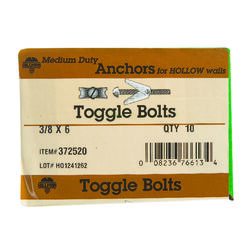 Medium Duty
Anchors for HOLLOW walls
Toggle Bolts
3/8 X 6
QTY 10
ITEM# 372520
LOT# HO1241262
0 08236 76613 4
Toggle Bolts